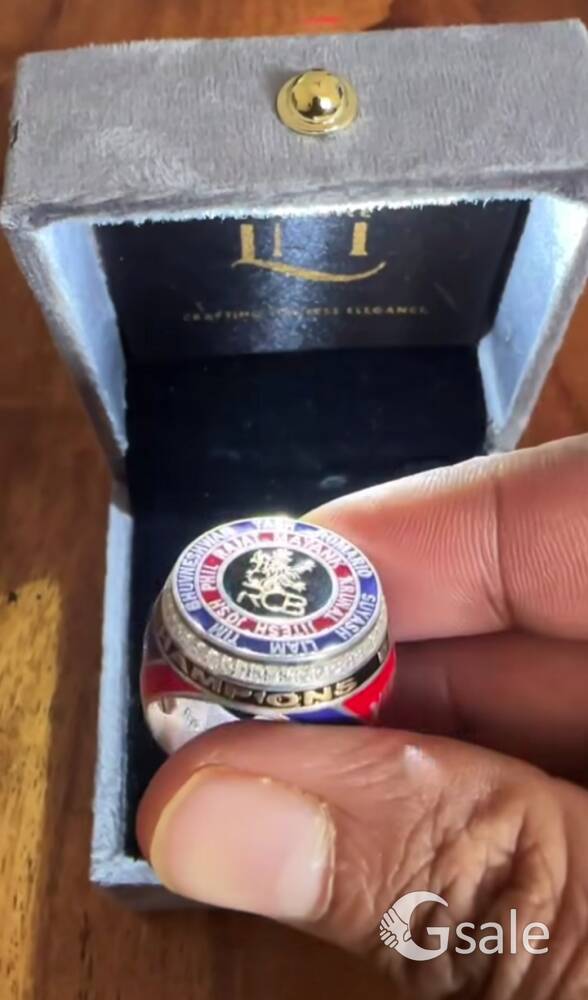 CRAFTING TIMELESS ELEGANCE
YASH ROMARIO SUYASH LIAM TIM BHUVNESHWAR
RAJAT MAYANK KRUNAL JITESH JOSH PHIL
CHAMPIONS
Gsale